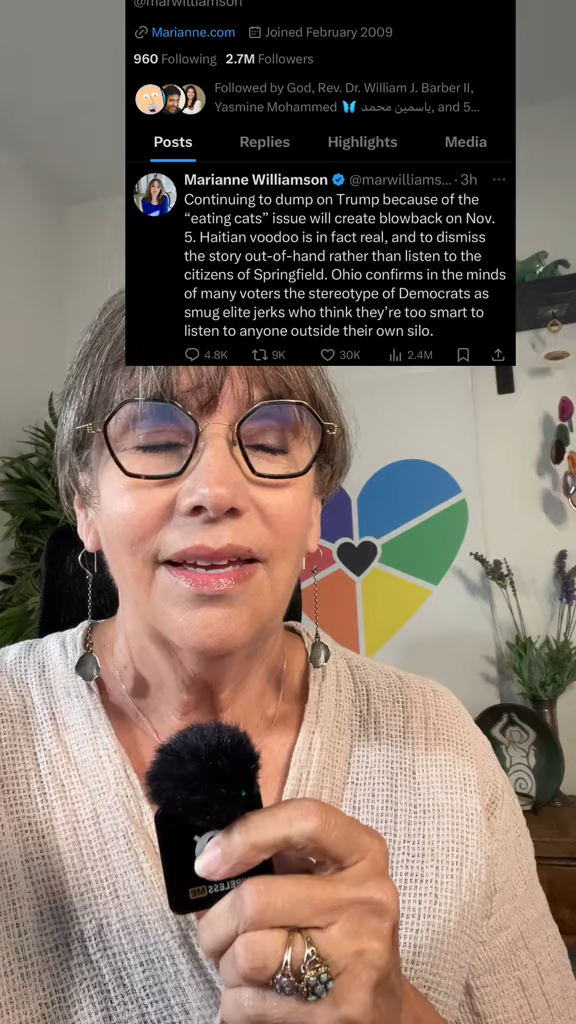 @marwilliamson
Marianne.com Joined February 2009
960 Following 2.7M Followers
Followed by God, Rev. Dr. William J. Barber II,
Yasmine Mohammed 🦋 ياسمين محمد, and 5...
Posts Replies Highlights Media
Marianne Williamson @marwilliams... · 3h
Continuing to dump on Trump because of the
“eating cats” issue will create blowback on Nov.
5. Haitian voodoo is in fact real, and to dismiss
the story out-of-hand rather than listen to the
citizens of Springfield. Ohio confirms in the minds
of many voters the stereotype of Democrats as
smug elite jerks who think they’re too smart to
listen to anyone outside their own silo.
4.8K 9K 30K 2.4M
WIRELESS ME